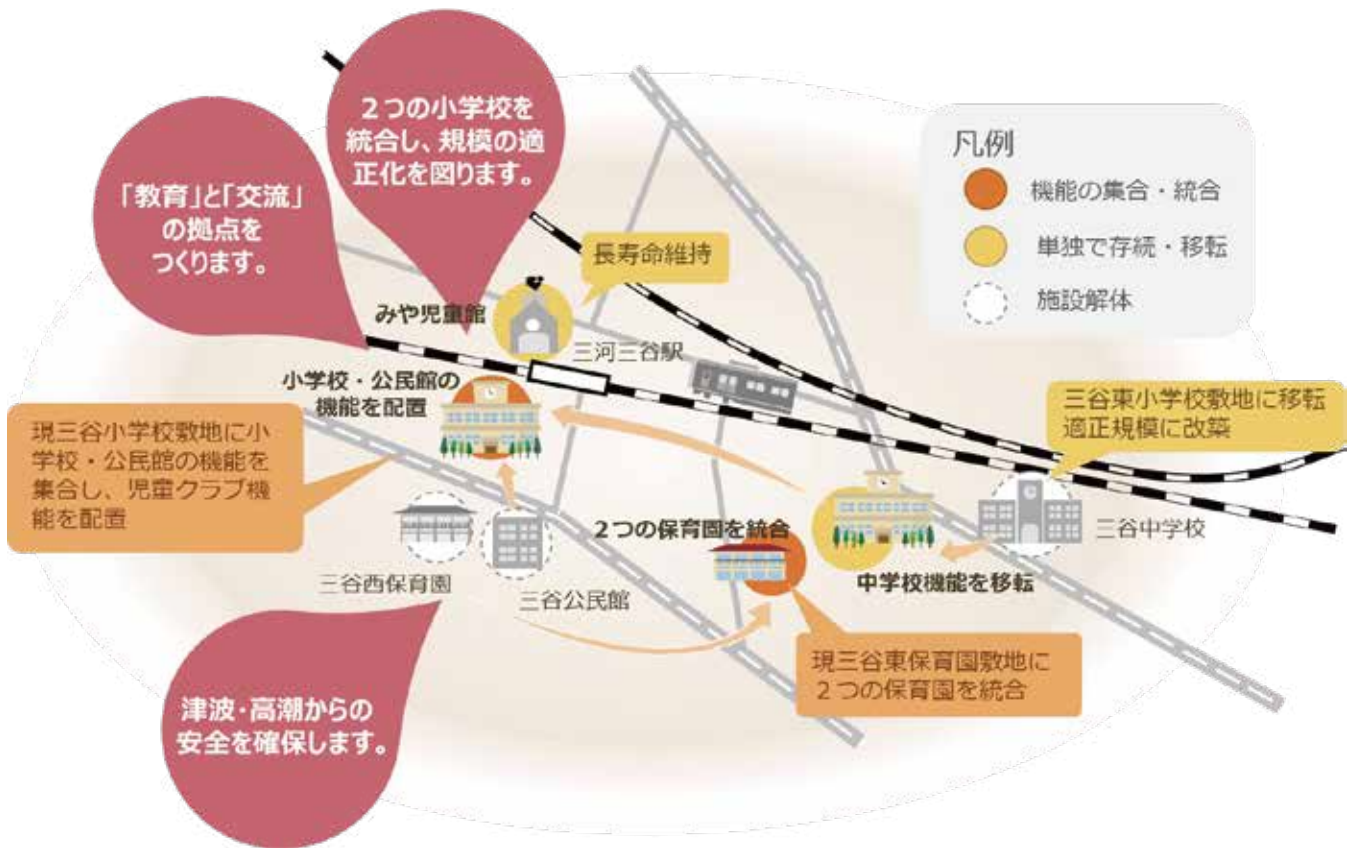 ２つの小学校を
統合し、規模の適
正化を図ります。
「教育」と「交流」
の拠点を
つくります。
凡例
機能の集合・統合
単独で存続・移転
施設解体
長寿命維持
みや児童館
三河三谷駅
小学校・公民館の
機能を配置
三谷東小学校敷地に移転
適正規模に改築
現三谷小学校敷地に小
学校・公民館の機能を
集合し、児童クラブ機
能を配置
２つの保育園を統合
三谷中学校
中学校機能を移転
三谷西保育園
三谷公民館
現三谷東保育園敷地に
２つの保育園を統合
津波・高潮からの
安全を確保します。